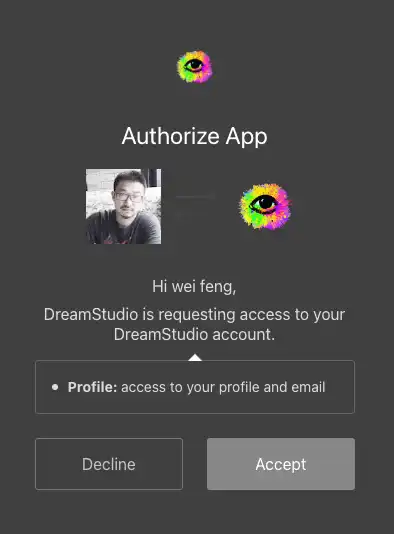 Authorize App
Hi wei feng,
DreamStudio is requesting access to your
DreamStudio account.
• Profile: access to your profile and email
Decline
Accept